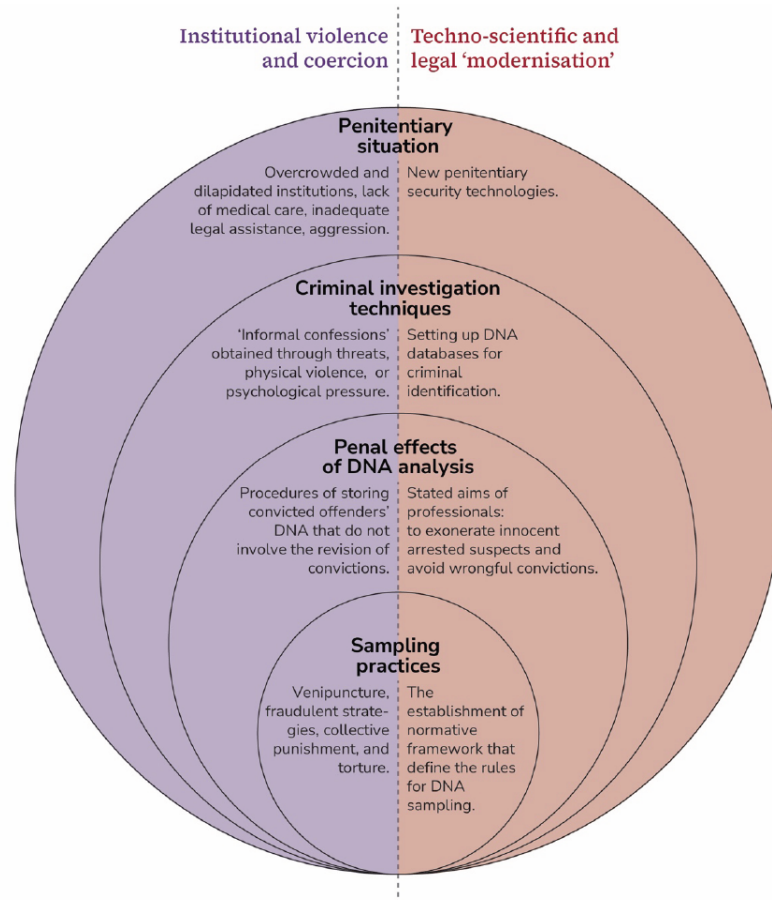 Institutional violence
and coercion
Techno-scientific and
legal ‘modernisation’
Penitentiary
situation
Overcrowded and
dilapidated institutions, lack
of medical care, inadequate
legal assistance, aggression.
New penitentiary
security technologies.
Criminal investigation
techniques
‘Informal confessions’
obtained through threats,
physical violence, or
psychological pressure.
Setting up DNA
databases for
criminal
identification.
Penal effects
of DNA analysis
Procedures of storing
convicted offenders’
DNA that do not
involve the revision of
convictions.
Stated aims of
professionals:
to exonerate innocent
arrested suspects and
avoid wrongful convictions.
Sampling
practices
Venipuncture,
fraudulent strate-
gies, collective
punishment, and
torture.
The
establishment of
normative
framework that
define the rules
for DNA
sampling.